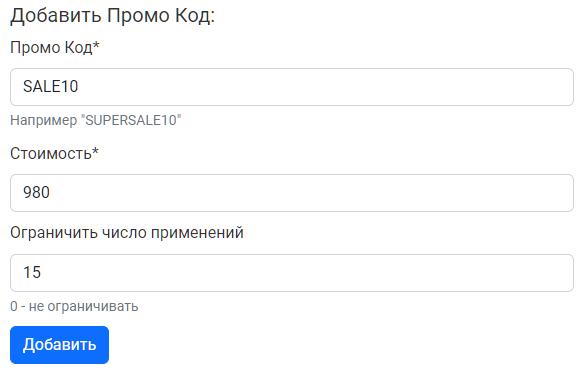 Добавить Промо Код:
Промо Код*
SALE10
Например "SUPERSALE10"
Стоимость*
980
Ограничить число применений
15
0 - не ограничивать
Добавить